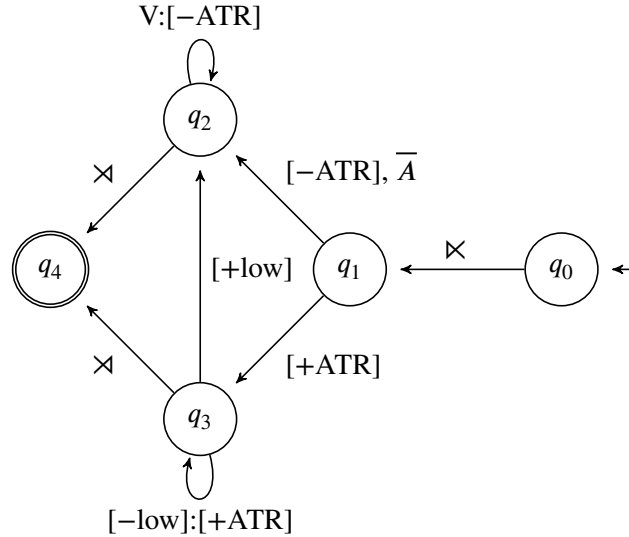 V:[−ATR]
q2
⋊
[−ATR], A̅
q4
[+low]
q1
⋉
q0
⋊
[+ATR]
q3
[−low]:[+ATR]